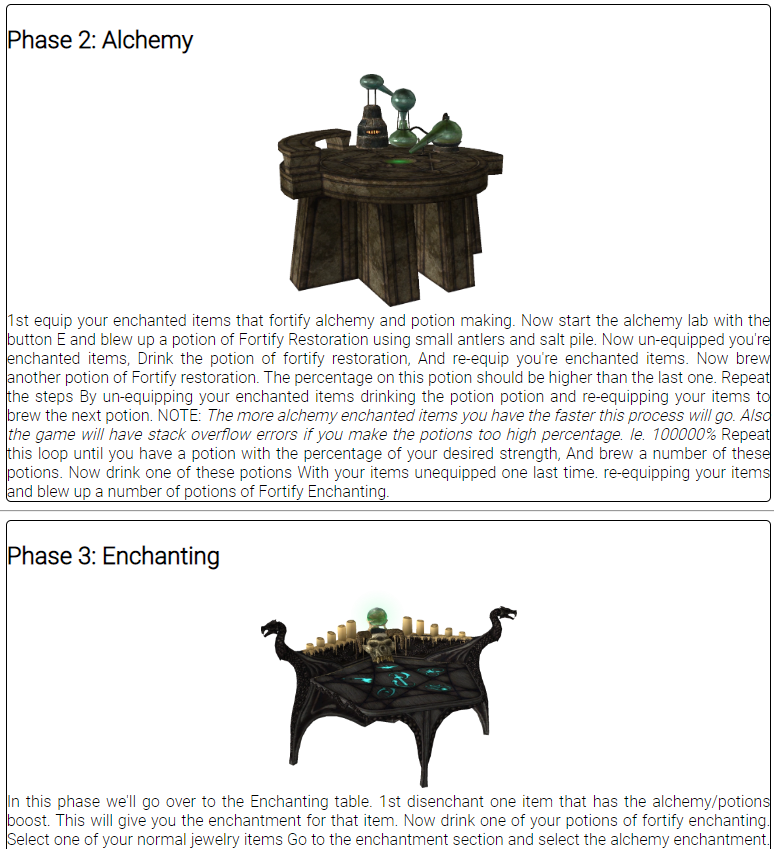 Phase 2: Alchemy
1st equip your enchanted items that fortify alchemy and potion making. Now start the alchemy lab with the
button E and blew up a potion of Fortify Restoration using small antlers and salt pile. Now un-equipped you're
enchanted items, Drink the potion of fortify restoration, And re-equip you're enchanted items. Now brew
another potion of Fortify restoration. The percentage on this potion should be higher than the last one. Repeat
the steps By un-equipping your enchanted items drinking the potion potion and re-equipping your items to
brew the next potion. NOTE: The more alchemy enchanted items you have the faster this process will go. Also
the game will have stack overflow errors if you make the potions too high percentage. Ie. 100000% Repeat
this loop until you have a potion with the percentage of your desired strength, And brew a number of these
potions. Now drink one of these potions With your items unequipped one last time. re-equipping your items
and blew up a number of potions of Fortify Enchanting.
Phase 3: Enchanting
In this phase we'll go over to the Enchanting table. 1st disenchant one item that has the alchemy/potions
boost. This will give you the enchantment for that item. Now drink one of your potions of fortify enchanting.
Select one of your normal jewelry items Go to the enchantment section and select the alchemy enchantment.